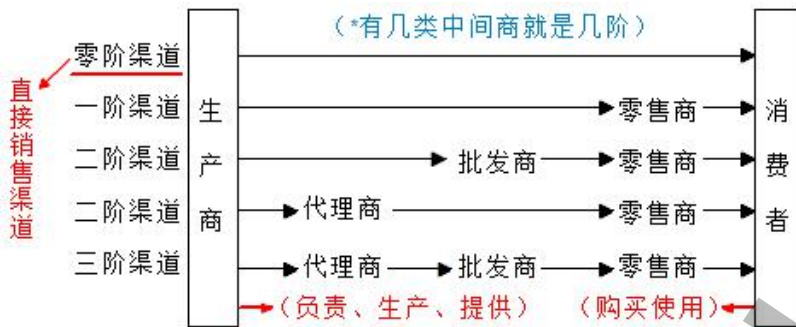 （*有几类中间商就是几阶）
零阶渠道
一阶渠道 零售商
二阶渠道 批发商 零售商
二阶渠道 代理商 零售商
三阶渠道 代理商 批发商 零售商
直接销售渠道
生产商
消费者
（负责、生产、提供） （购买使用）